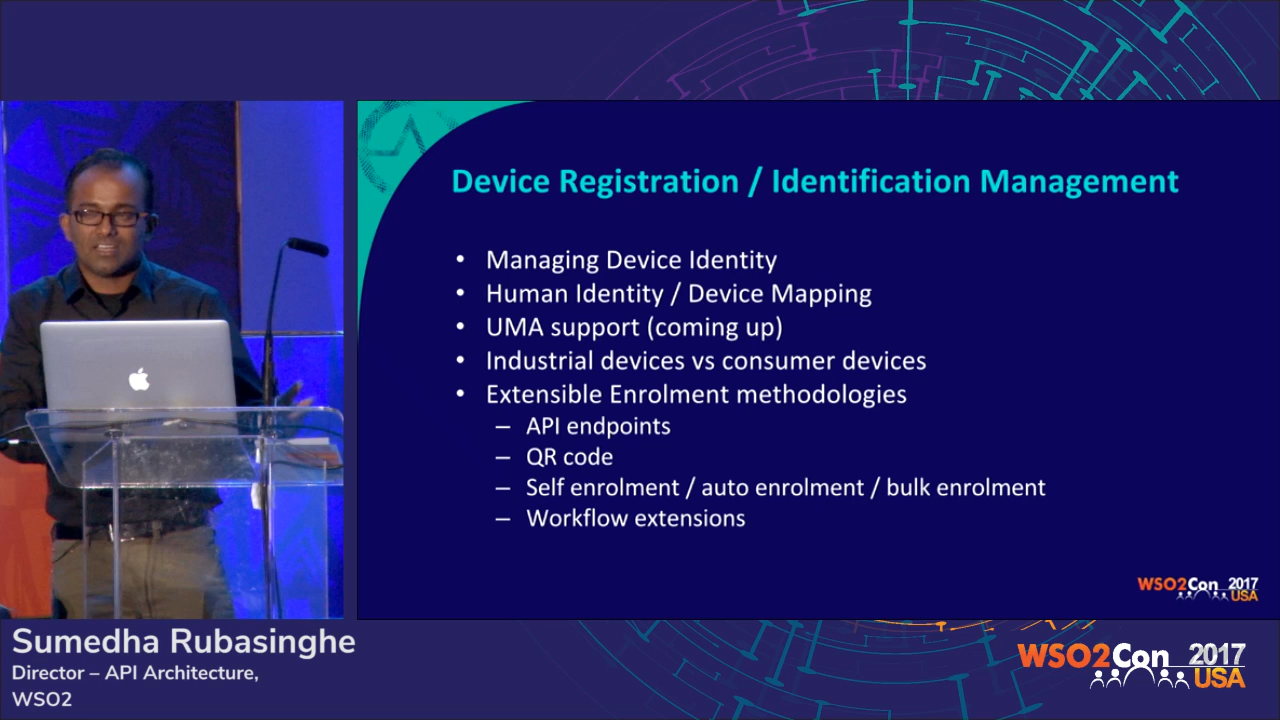 Device Registration / Identification Management
• Managing Device Identity
• Human Identity / Device Mapping
• UMA support (coming up)
• Industrial devices vs consumer devices
• Extensible Enrolment methodologies
– API endpoints
– QR code
– Self enrolment / auto enrolment / bulk enrolment
– Workflow extensions
WSO2Con 2017
USA
Sumedha Rubasinghe
Director – API Architecture,
WSO2
WSO2Con 2017
USA